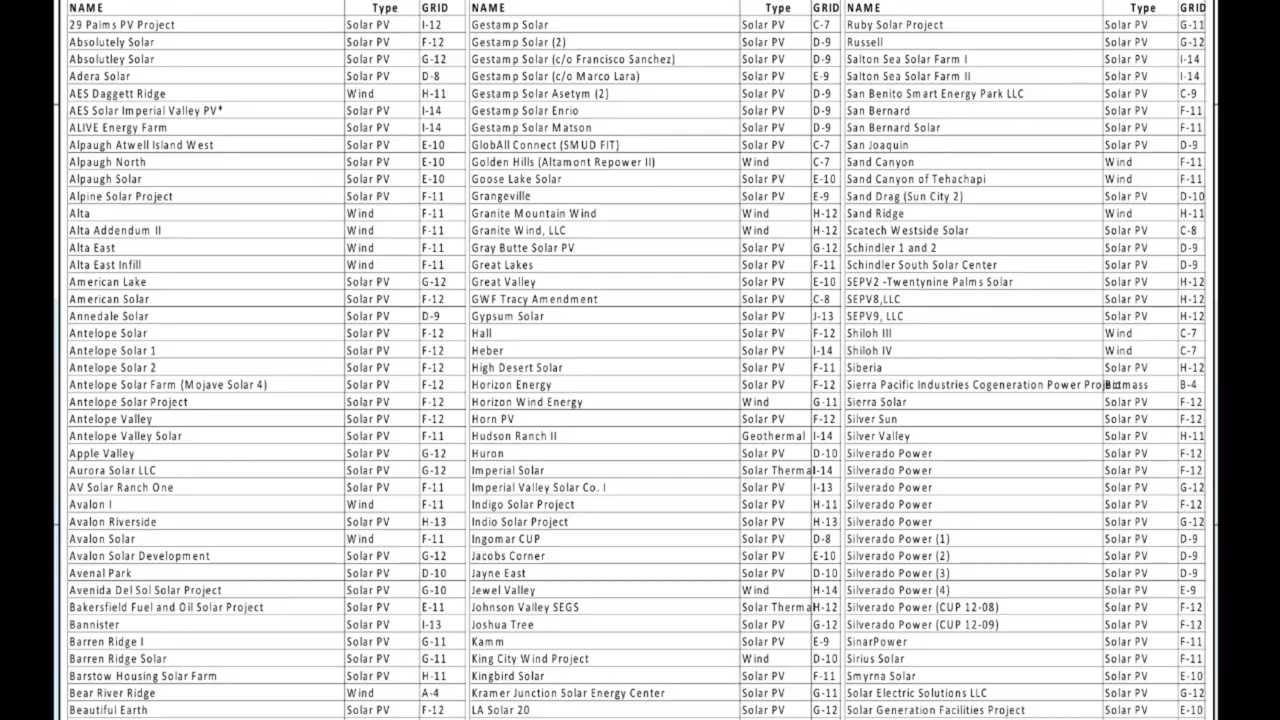 NAME Type GRID NAME Type GRID NAME Type GRID
29 Palms PV Project Solar PV I-12 Gestamp Solar Solar PV C-7 Ruby Solar Project Solar PV G-11
Absolutely Solar Solar PV F-12 Gestamp Solar (2) Solar PV D-9 Russell Solar PV G-12
Absolutley Solar Solar PV G-12 Gestamp Solar (c/o Francisco Sanchez) Solar PV D-9 Salton Sea Solar Farm I Solar PV I-14
Adera Solar Solar PV D-8 Gestamp Solar (c/o Marco Lara) Solar PV E-9 Salton Sea Solar Farm II Solar PV I-14
AES Daggett Ridge Wind H-11 Gestamp Solar Asetym (2) Solar PV D-9 San Benito Smart Energy Park LLC Solar PV C-9
AES Solar Imperial Valley PV* Solar PV I-14 Gestamp Solar Enrio Solar PV D-9 San Bernard Solar PV F-11
ALIVE Energy Farm Solar PV I-14 Gestamp Solar Matson Solar PV D-9 San Bernard Solar Solar PV F-11
Alpaugh Atwell Island West Solar PV E-10 GlobAll Connect (SMUD FIT) Solar PV C-7 San Joaquin Solar PV D-9
Alpaugh North Solar PV E-10 Golden Hills (Altamont Repower II) Wind C-7 Sand Canyon Wind F-11
Alpaugh Solar Solar PV E-10 Goose Lake Solar Solar PV E-10 Sand Canyon of Tehachapi Wind F-11
Alpine Solar Project Solar PV F-11 Grangeville Solar PV E-9 Sand Drag (Sun City 2) Solar PV D-10
Alta Wind F-11 Granite Mountain Wind Wind H-12 Sand Ridge Wind H-11
Alta Addendum II Wind F-11 Granite Wind, LLC Wind H-12 Scatech Westside Solar Solar PV C-8
Alta East Wind F-11 Gray Butte Solar PV Solar PV G-12 Schindler 1 and 2 Solar PV D-9
Alta East Infill Wind F-11 Great Lakes Solar PV F-11 Schindler South Solar Center Solar PV D-9
American Lake Solar PV G-12 Great Valley Solar PV E-10 SEPV2 -Twentynine Palms Solar Solar PV H-12
American Solar Solar PV F-12 GWF Tracy Amendment Solar PV C-8 SEPV8,LLC Solar PV H-12
Annedale Solar Solar PV D-9 Gypsum Solar Solar PV J-13 SEPV9, LLC Solar PV H-12
Antelope Solar Solar PV F-12 Hall Solar PV F-12 Shiloh III Wind C-7
Antelope Solar 1 Solar PV F-12 Heber Solar PV I-14 Shiloh IV Wind C-7
Antelope Solar 2 Solar PV F-12 High Desert Solar Solar PV F-11 Siberia Solar PV H-12
Antelope Solar Farm (Mojave Solar 4) Solar PV F-12 Horizon Energy Solar PV F-12 Sierra Pacific Industries Cogeneration Power B-4
Antelope Solar Project Solar PV F-12 Horizon Wind Energy Wind G-11 Sierra Solar Solar PV F-12
Antelope Valley Solar PV F-12 Horn PV Solar PV F-12 Silver Sun Solar PV F-12
Antelope Valley Solar Solar PV F-11 Hudson Ranch II Geothermal I-14 Silver Valley Solar PV H-11
Apple Valley Solar PV G-12 Huron Solar PV D-10 Silverado Power Solar PV F-12
Aurora Solar LLC Solar PV G-12 Imperial Solar Solar Thermal I-14 Silverado Power Solar PV F-12
AV Solar Ranch One Solar PV F-11 Imperial Valley Solar Co. I Solar PV I-13 Silverado Power Solar PV G-12
Avalon I Wind F-11 Indigo Solar Project Solar PV H-11 Silverado Power Solar PV F-12
Avalon Riverside Solar PV H-13 Indio Solar Project Solar PV H-13 Silverado Power Solar PV G-12
Avalon Solar Wind F-11 Ingomar CUP Solar PV D-8 Silverado Power (1) Solar PV D-9
Avalon Solar Development Solar PV G-12 Jacobs Corner Solar PV E-10 Silverado Power (2) Solar PV D-9
Avenal Park Solar PV D-10 Jayne East Solar PV D-10 Silverado Power (3) Solar PV D-9
Avenida Del Sol Solar Project Solar PV G-10 Jewel Valley Wind H-14 Silverado Power (4) Solar PV E-9
Bakersfield Fuel and Oil Solar Project Solar PV E-11 Johnson Valley SEGS Solar Therma H-12 Silverado Power (CUP 12-08) Solar PV F-12
Bannister Solar PV I-13 Joshua Tree Solar PV G-12 Silverado Power (CUP 12-09) Solar PV F-12
Barren Ridge I Solar PV G-11 Kamm Solar PV E-9 SinarPower Solar PV F-11
Barren Ridge Solar Solar PV G-11 King City Wind Project Wind D-10 Sirius Solar Solar PV F-11
Barstow Housing Solar Farm Solar PV H-11 Kingbird Solar Solar PV F-11 Smyrna Solar Solar PV E-10
Bear River Ridge Wind A-4 Kramer Junction Solar Energy Center Solar PV G-11 Solar Electric Solutions LLC Solar PV G-12
Beautiful Earth Solar PV F-12 LA Solar 20 Solar PV G-12 Solar Generation Facilities Project Solar PV E-10